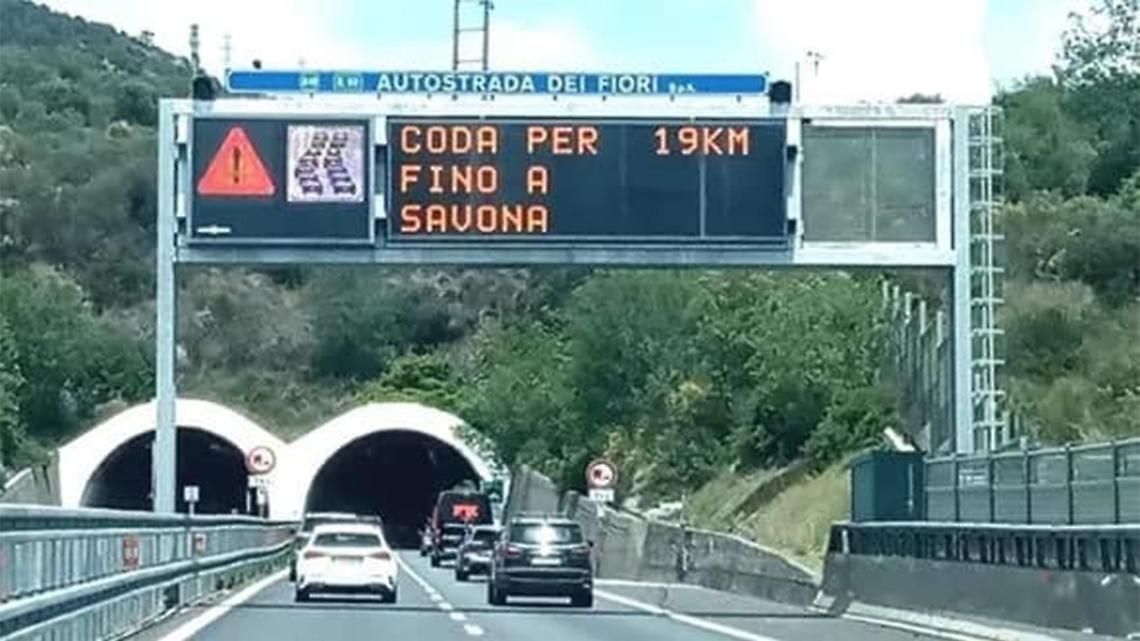 AUTOSTRADA DEI FIORI S.p.A.
CODA PER 19KM
FINO A
SAVONA